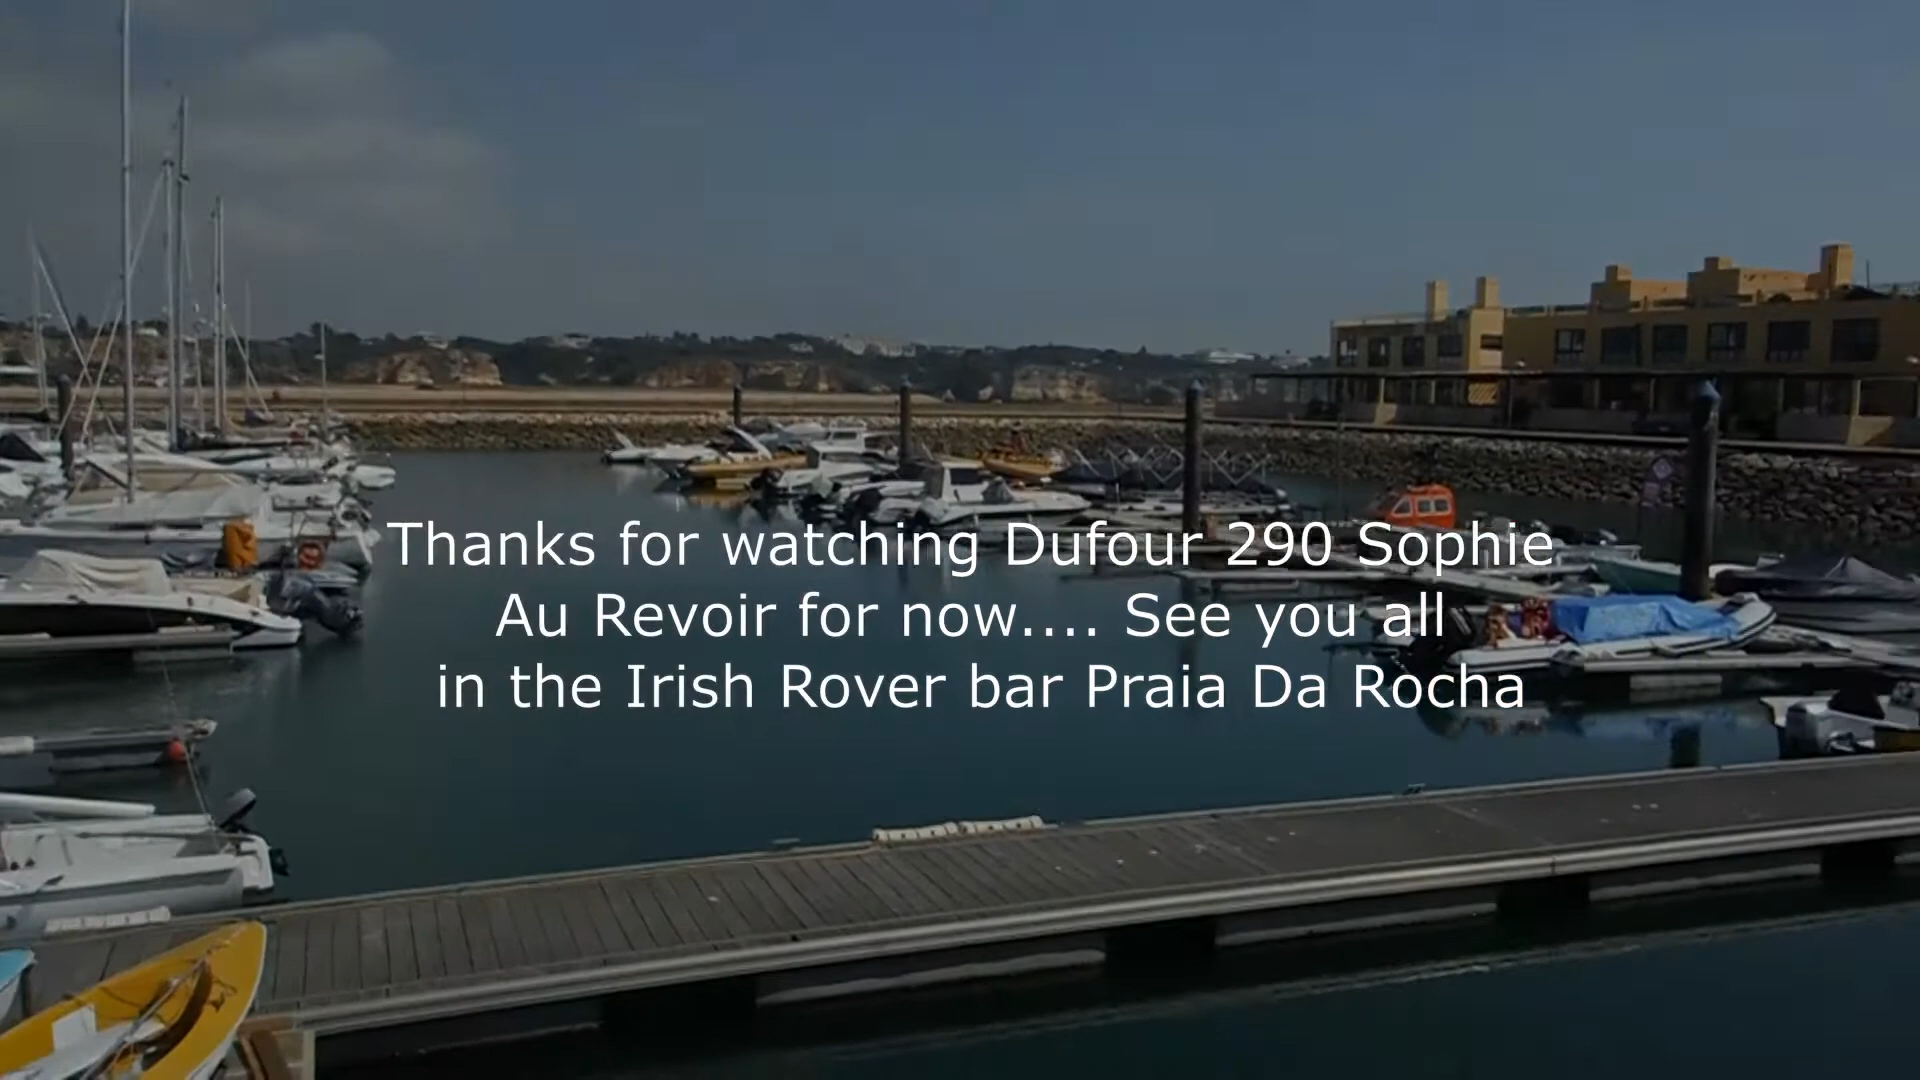 Thanks for watching Dufour 290 Sophie
Au Revoir for now.... See you all
in the Irish Rover bar Praia Da Rocha